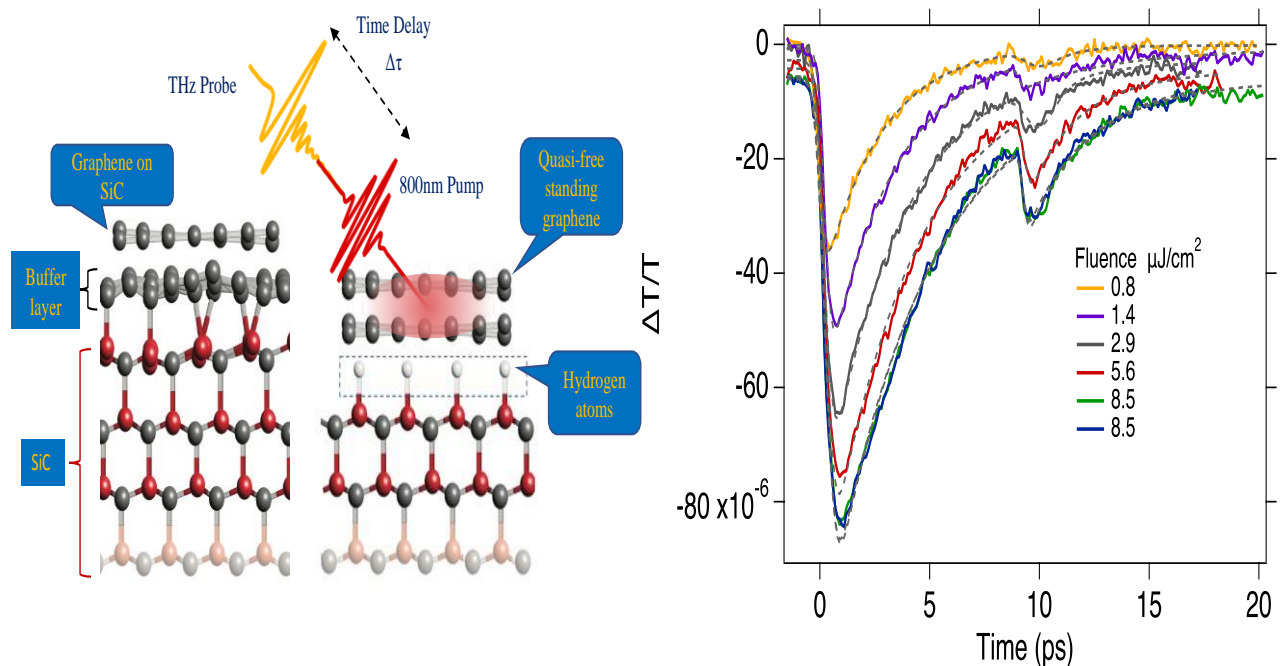 Time Delay
Δτ
THz Probe
800nm Pump
Graphene on
SiC
Quasi-free
standing
graphene
Buffer
layer
Hydrogen
atoms
SiC
ΔT/T
0
-20
-40
-60
-80 x10⁻⁶
Fluence μJ/cm²
0.8
1.4
2.9
5.6
8.5
8.5
0 5 10 15 20
Time (ps)